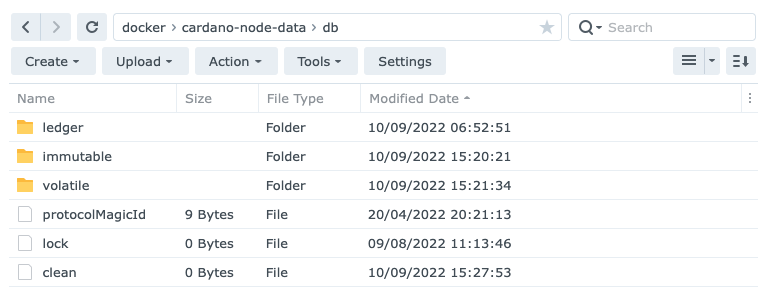 docker › cardano-node-data › db Search
Create Upload Action Tools Settings
Name Size File Type Modified Date
ledger Folder 10/09/2022 06:52:51
immutable Folder 10/09/2022 15:20:21
volatile Folder 10/09/2022 15:21:34
protocolMagicId 9 Bytes File 20/04/2022 20:21:13
lock 0 Bytes File 09/08/2022 11:13:46
clean 0 Bytes File 10/09/2022 15:27:53